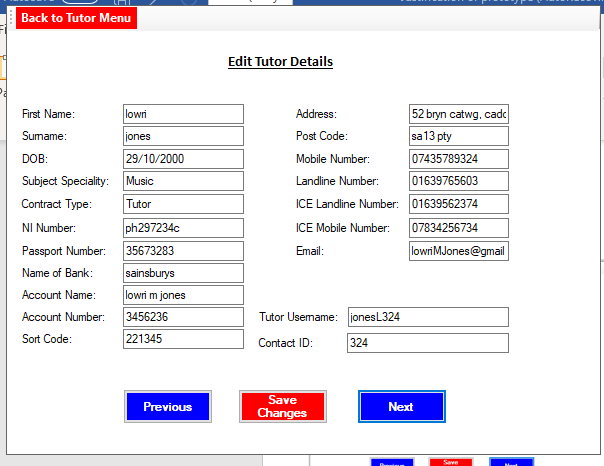 Back to Tutor Menu
Edit Tutor Details
First Name: lowri
Surname: jones
DOB: 29/10/2000
Subject Speciality: Music
Contract Type: Tutor
NI Number: ph297234c
Passport Number: 35673283
Name of Bank: sainsburys
Account Name: lowri m jones
Account Number: 3456236
Sort Code: 221345
Address: 52 bryn catwg, cadc
Post Code: sa13 pty
Mobile Number: 07435789324
Landline Number: 01639765603
ICE Landline Number: 01639562374
ICE Mobile Number: 07834256734
Email: lowriMJones@gmail
Tutor Username: jonesL324
Contact ID: 324
Previous
Save
Changes
Next
Previous
Save
Next